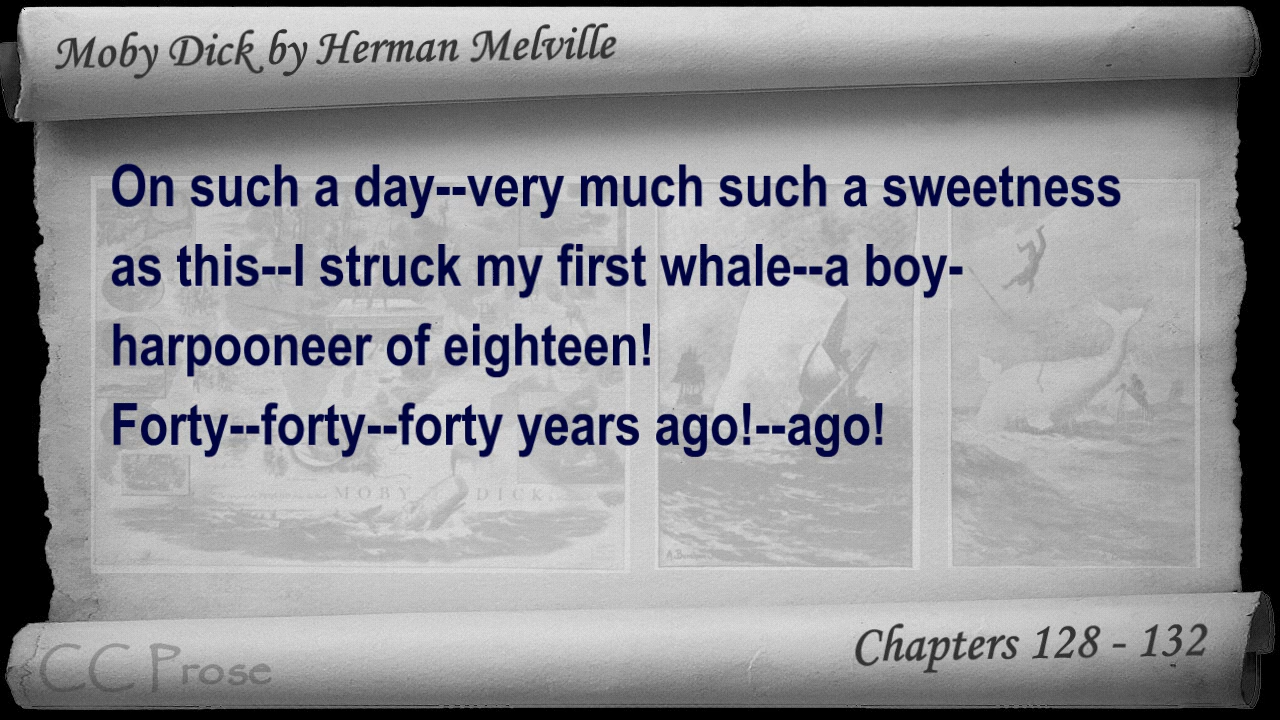 Moby Dick by Herman Melville
On such a day--very much such a sweetness
as this--I struck my first whale--a boy-
harpooneer of eighteen!
Forty--forty--forty years ago!--ago!
MOBY DICK
Chapters 128 - 132
CC Prose